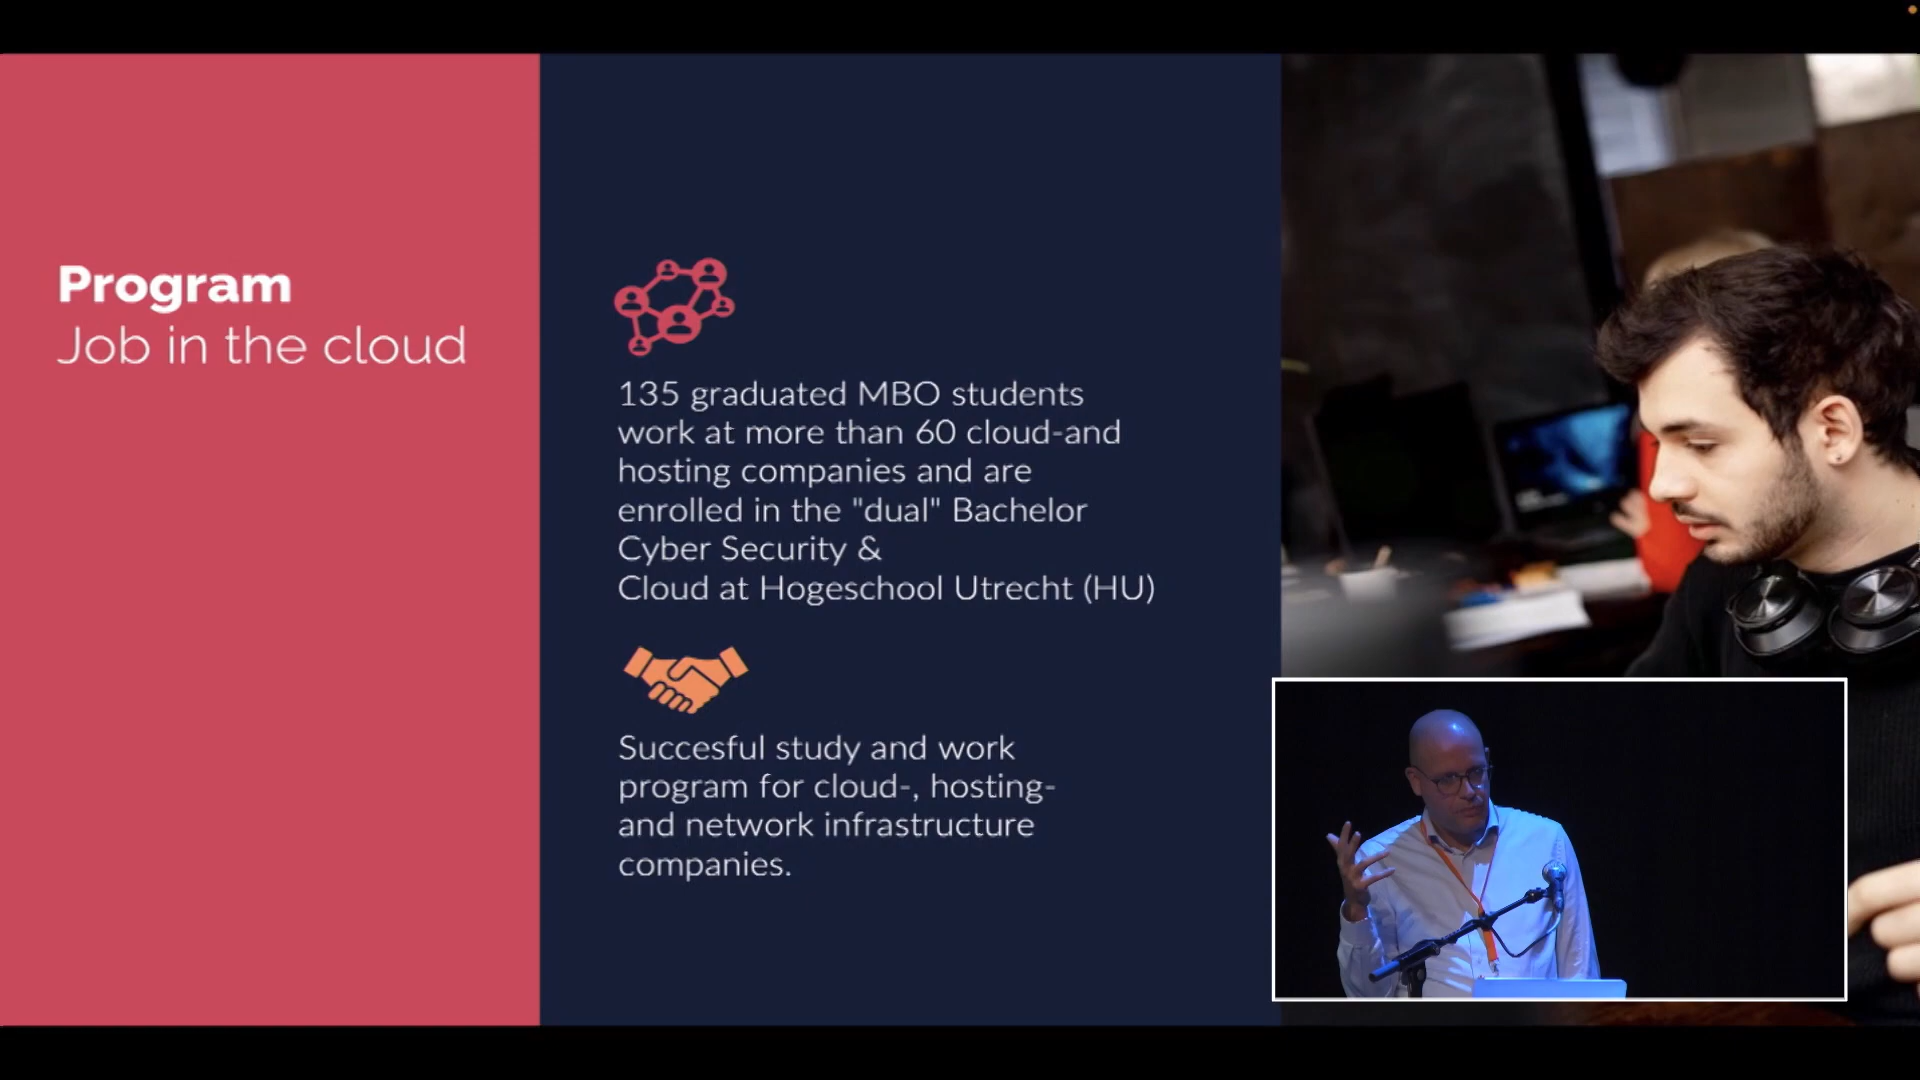 Program
Job in the cloud
135 graduated MBO students
work at more than 60 cloud-and
hosting companies and are
enrolled in the "dual" Bachelor
Cyber Security &
Cloud at Hogeschool Utrecht (HU)
Succesful study and work
program for cloud-, hosting-
and network infrastructure
companies.